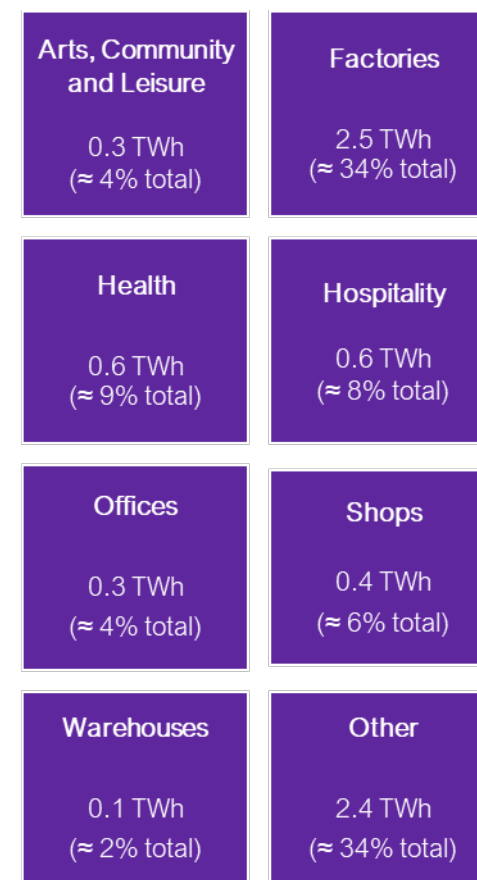 Arts, Community
and Leisure
0.3 TWh
(≈ 4% total)
Factories
2.5 TWh
(≈ 34% total)
Health
0.6 TWh
(≈ 9% total)
Hospitality
0.6 TWh
(≈ 8% total)
Offices
0.3 TWh
(≈ 4% total)
Shops
0.4 TWh
(≈ 6% total)
Warehouses
0.1 TWh
(≈ 2% total)
Other
2.4 TWh
(≈ 34% total)